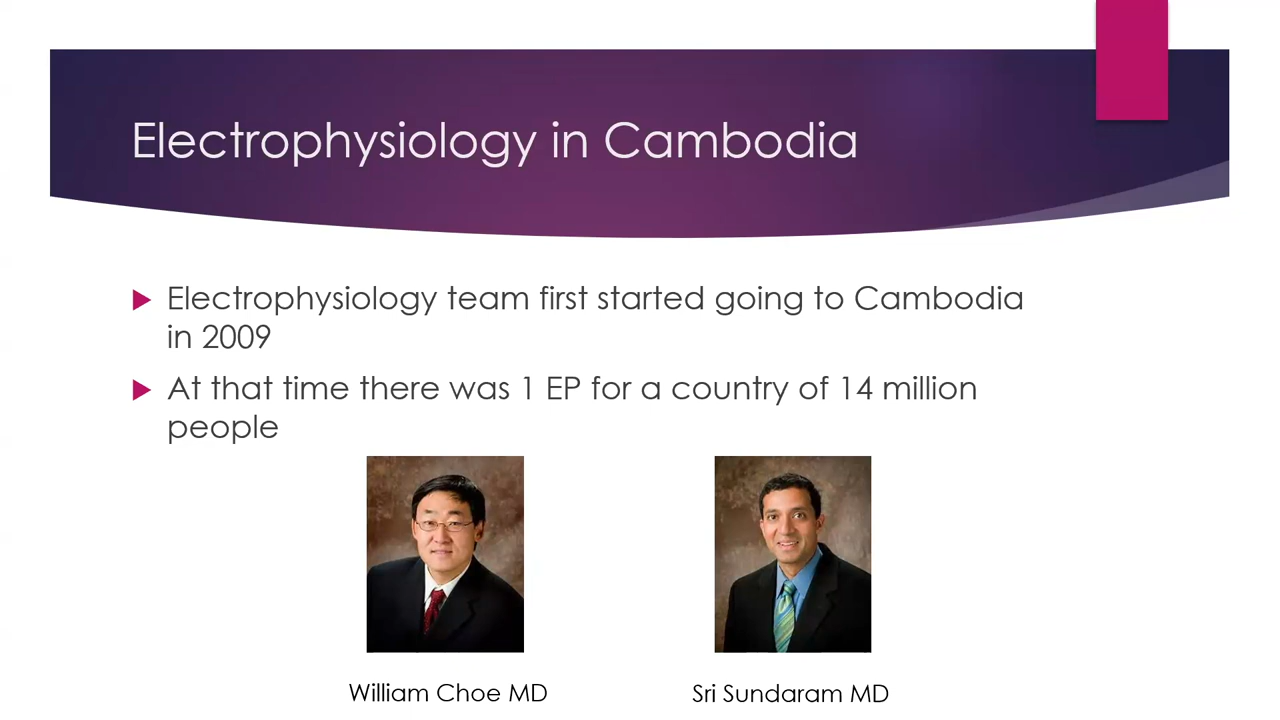 Electrophysiology in Cambodia
Electrophysiology team first started going to Cambodia
in 2009
At that time there was 1 EP for a country of 14 million
people
William Choe MD
Sri Sundaram MD